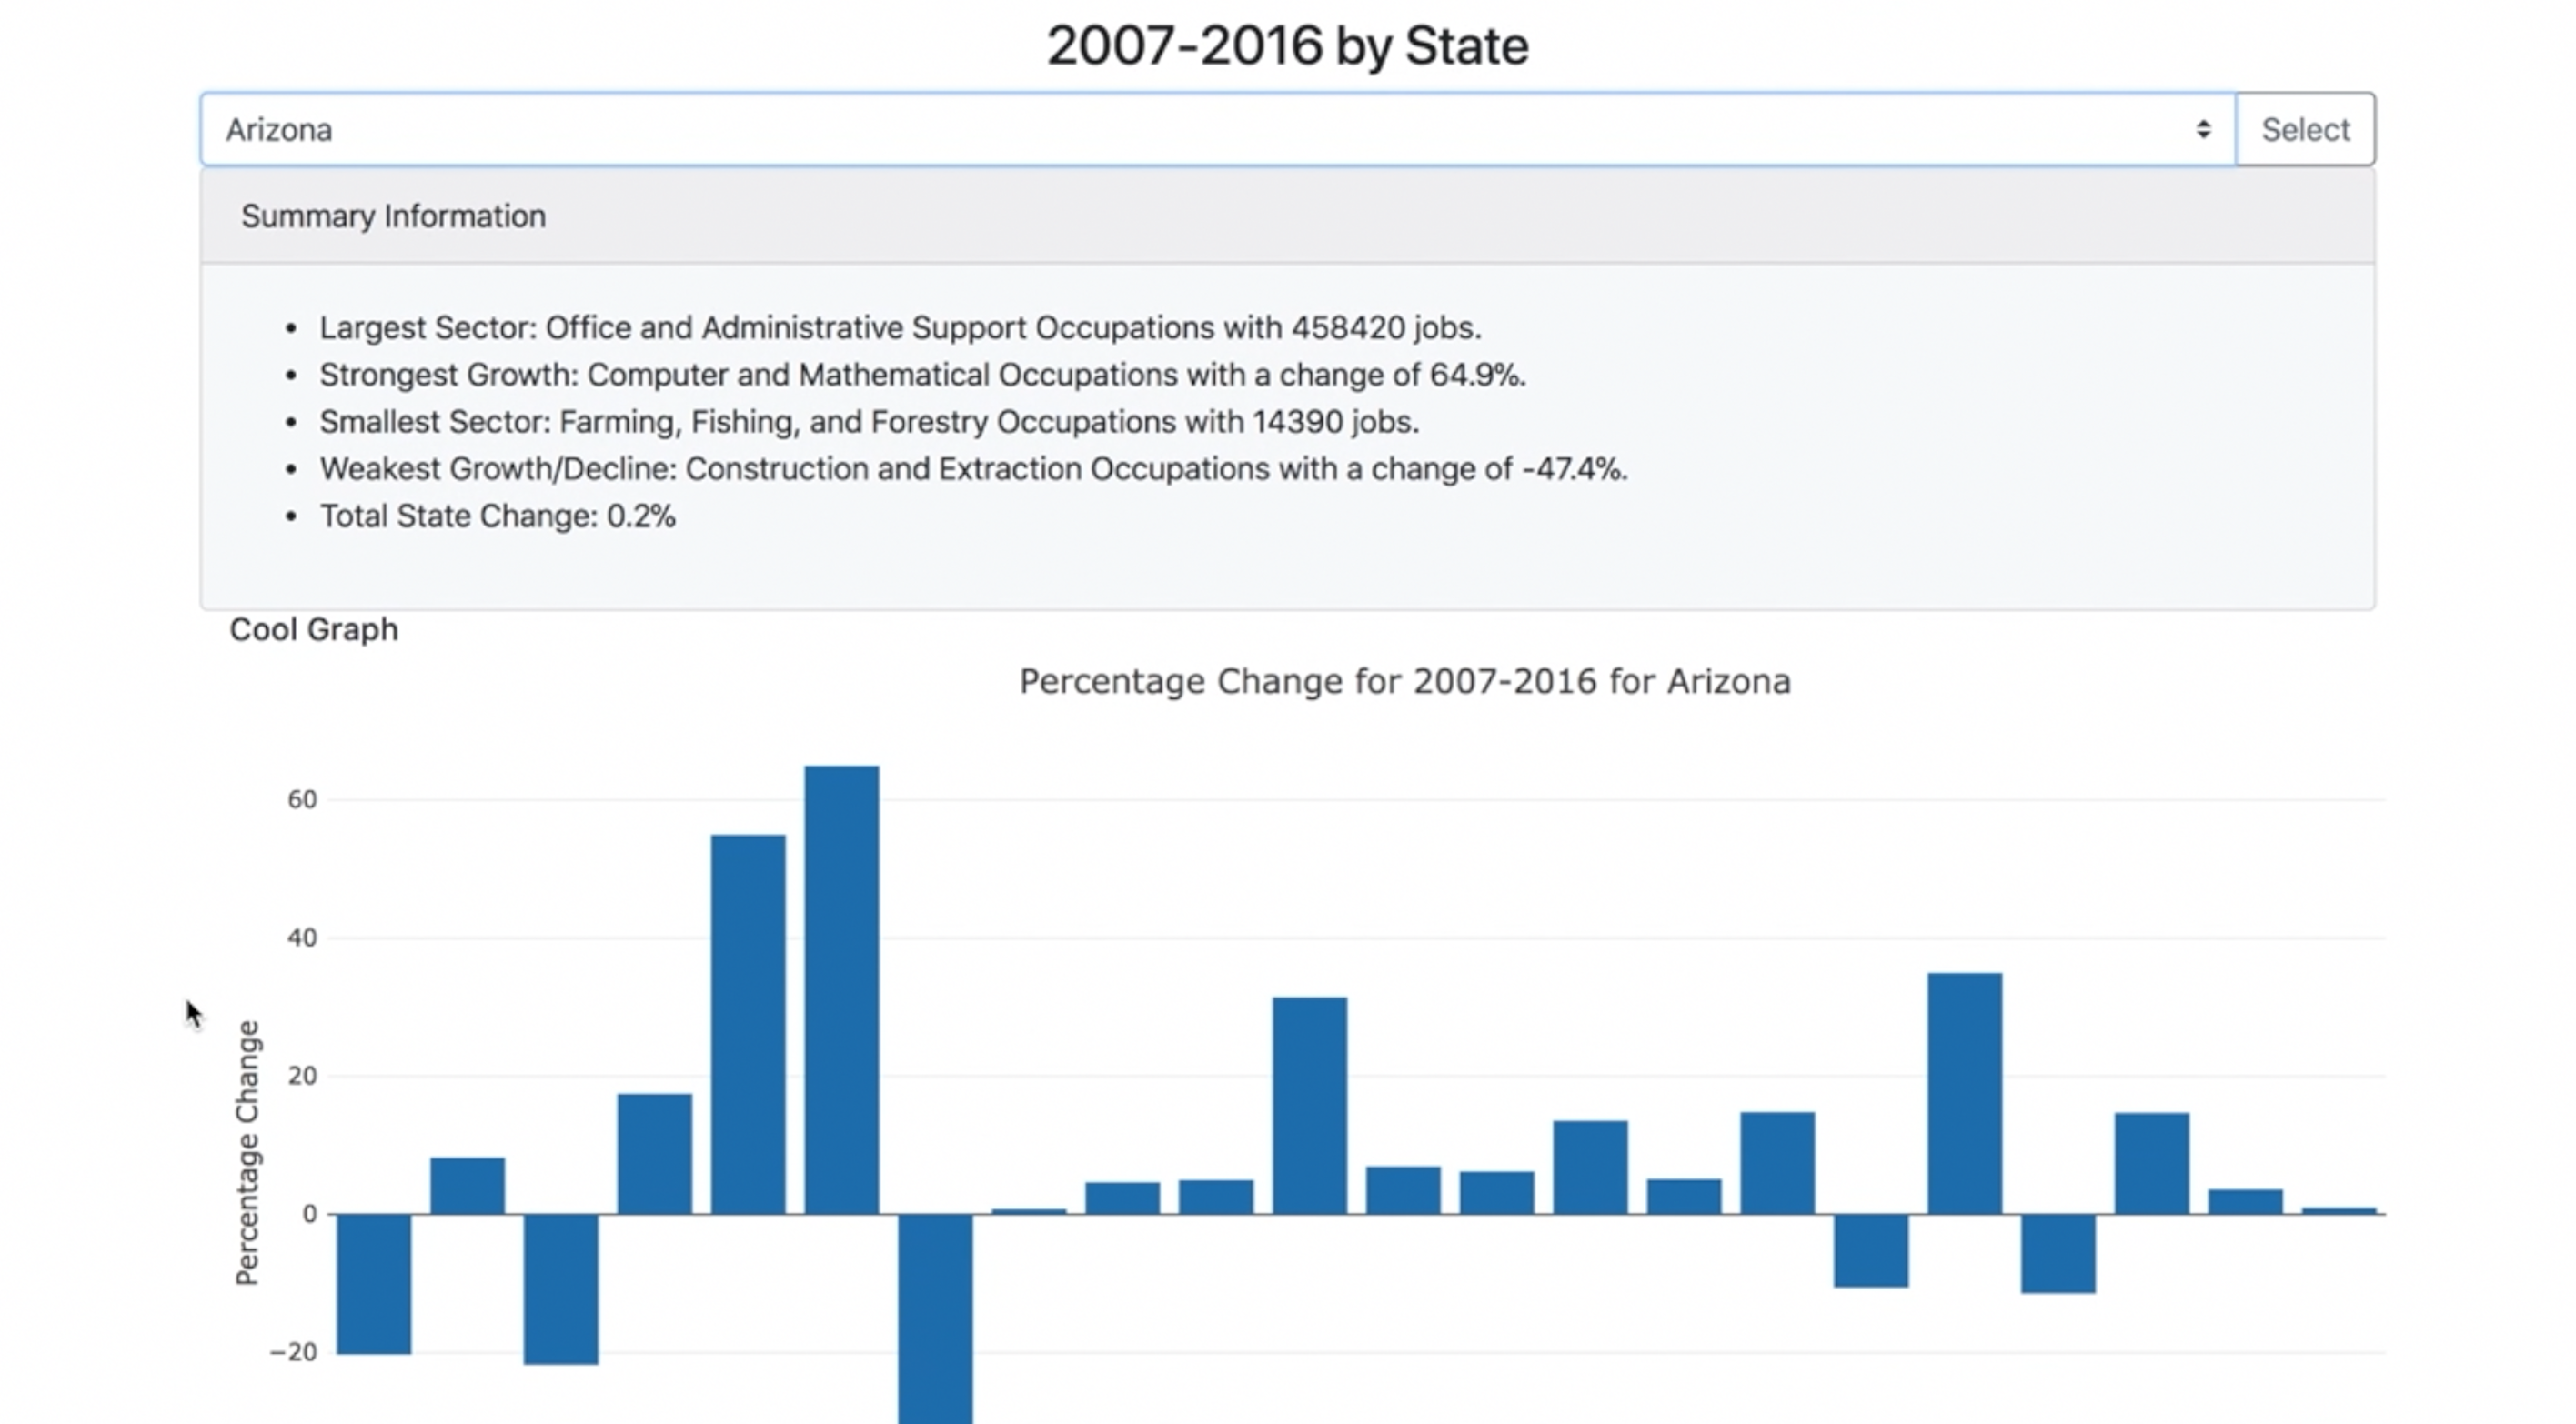 2007-2016 by State
Arizona
Select
Summary Information
• Largest Sector: Office and Administrative Support Occupations with 458420 jobs.
• Strongest Growth: Computer and Mathematical Occupations with a change of 64.9%.
• Smallest Sector: Farming, Fishing, and Forestry Occupations with 14390 jobs.
• Weakest Growth/Decline: Construction and Extraction Occupations with a change of -47.4%.
• Total State Change: 0.2%
Cool Graph
Percentage Change for 2007-2016 for Arizona
60
40
20
0
−20
Percentage Change